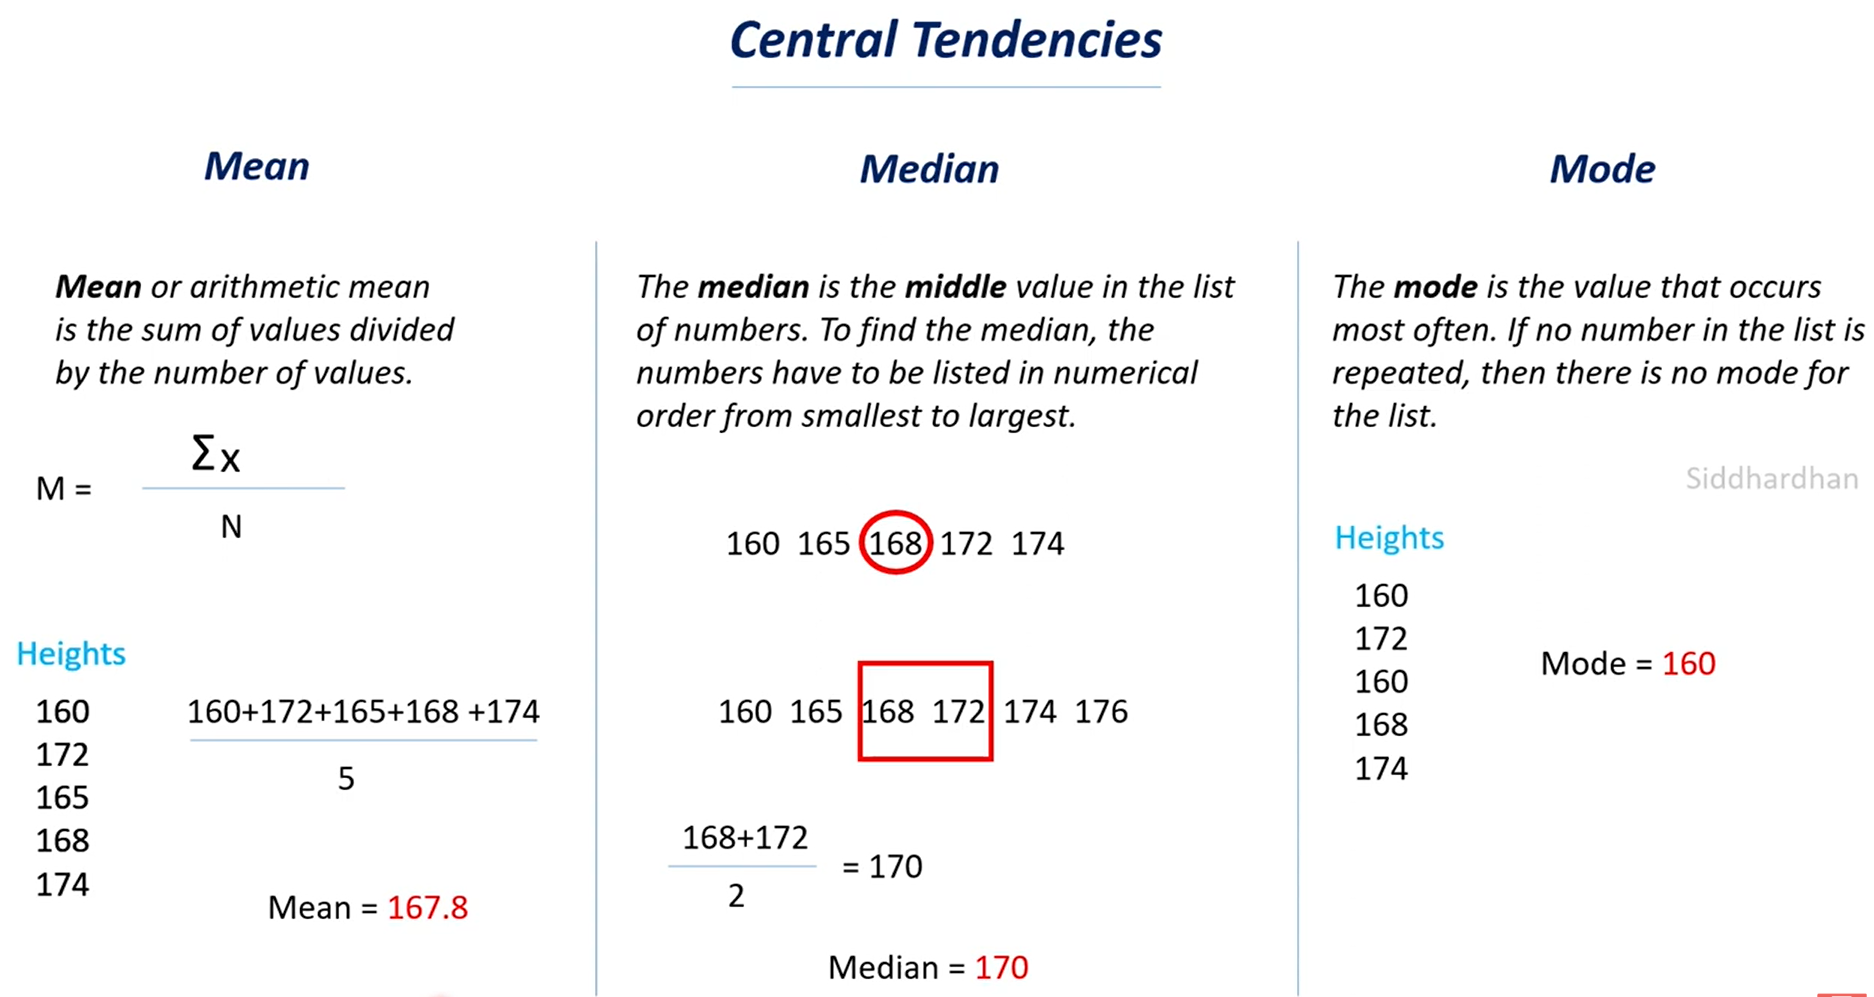 Central Tendencies
Mean
Mean or arithmetic mean
is the sum of values divided
by the number of values.
M =
Σx
N
Heights
160
172
165
168
174
160+172+165+168 +174
5
Mean = 167.8
Median
The median is the middle value in the list
of numbers. To find the median, the
numbers have to be listed in numerical
order from smallest to largest.
160 165 168 172 174
160 165 168 172 174 176
168+172
2
= 170
Median = 170
Mode
The mode is the value that occurs
most often. If no number in the list is
repeated, then there is no mode for
the list.
Siddhardhan
Heights
160
172
160
168
174
Mode = 160